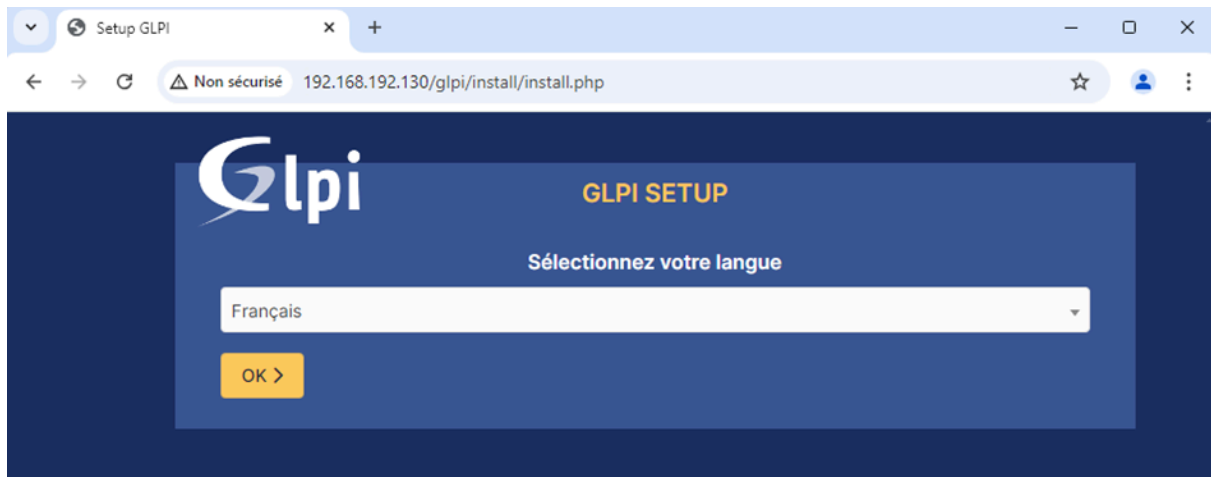 Setup GLPI
Non sécurisé 192.168.192.130/glpi/install/install.php
Glpi
GLPI SETUP
Sélectionnez votre langue
Français
OK